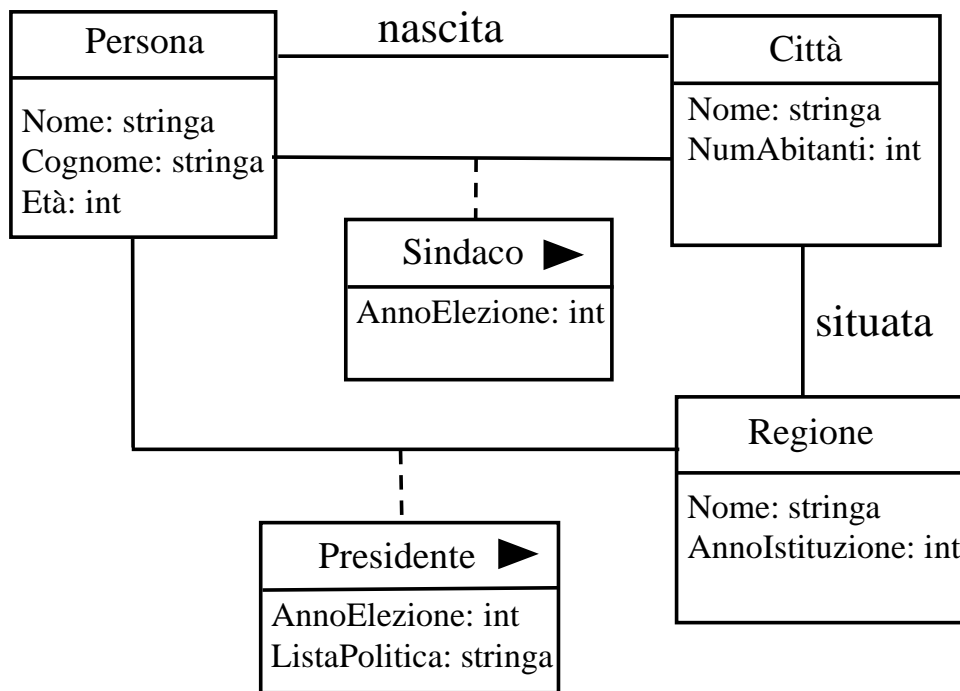 Persona
Nome: stringa
Cognome: stringa
Età: int
nascita
Città
Nome: stringa
NumAbitanti: int
Sindaco
AnnoElezione: int
situata
Regione
Nome: stringa
AnnoIstituzione: int
Presidente
AnnoElezione: int
ListaPolitica: stringa